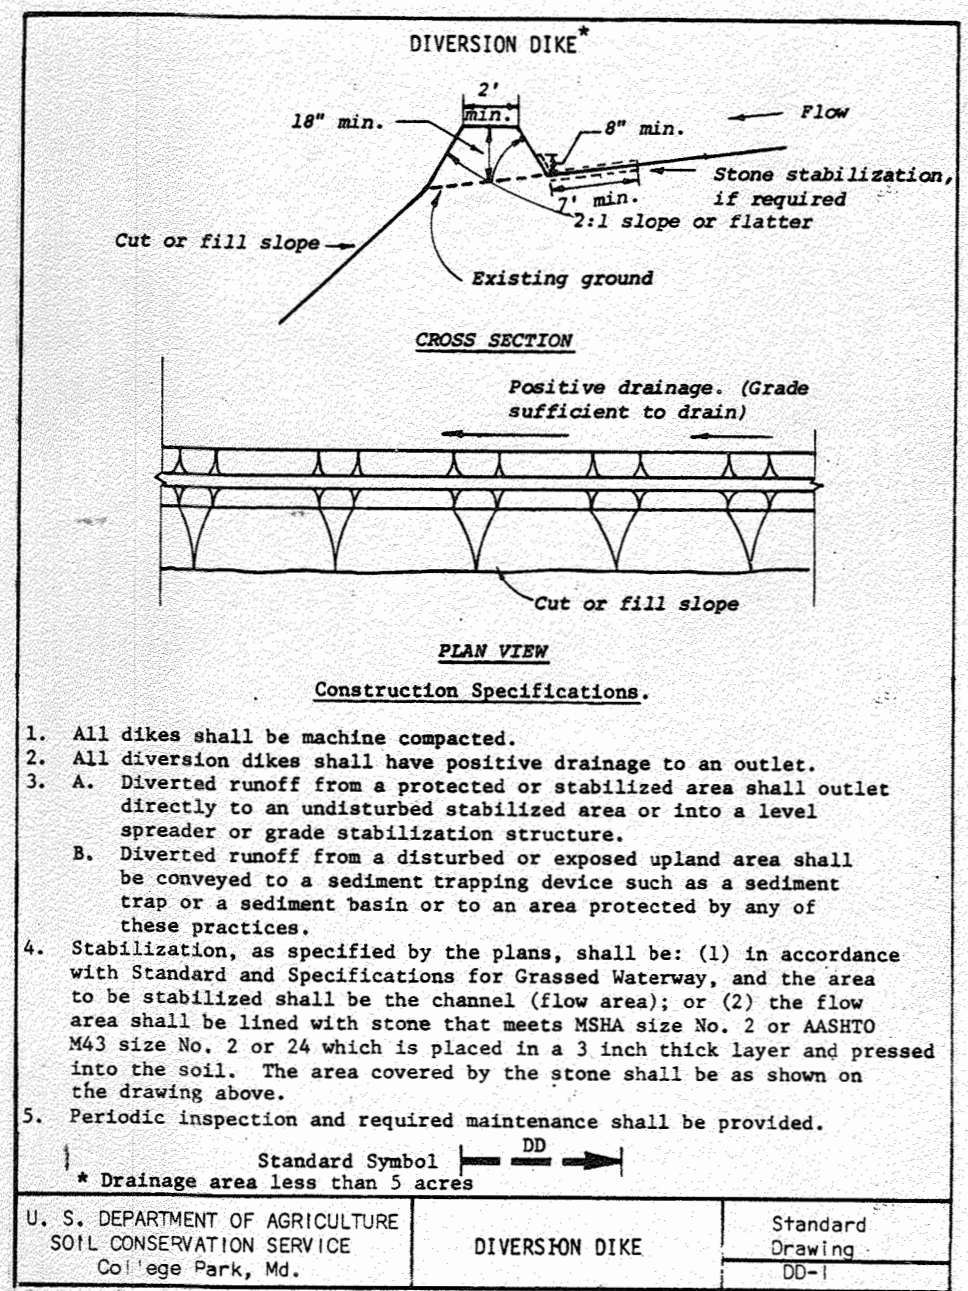 DIVERSION DIKE*
2'
min.
18" min.
8" min.
Flow
Stone stabilization,
if required
7' min.
2:1 slope or flatter
Cut or fill slope
Existing ground
CROSS SECTION
Positive drainage. (Grade
sufficient to drain)
Cut or fill slope
PLAN VIEW
Construction Specifications.
1. All dikes shall be machine compacted.
2. All diversion dikes shall have positive drainage to an outlet.
3. A. Diverted runoff from a protected or stabilized area shall outlet
directly to an undisturbed stabilized area or into a level
spreader or grade stabilization structure.
B. Diverted runoff from a disturbed or exposed upland area shall
be conveyed to a sediment trapping device such as a sediment
trap or a sediment basin or to an area protected by any of
these practices.
4. Stabilization, as specified by the plans, shall be: (1) in accordance
with Standard and Specifications for Grassed Waterway, and the area
to be stabilized shall be the channel (flow area); or (2) the flow
area shall be lined with stone that meets MSHA size No. 2 or AASHTO
M43 size No. 2 or 24 which is placed in a 3 inch thick layer and pressed
into the soil. The area covered by the stone shall be as shown on
the drawing above.
5. Periodic inspection and required maintenance shall be provided.
Standard Symbol DD
* Drainage area less than 5 acres
U. S. DEPARTMENT OF AGRICULTURE
SOIL CONSERVATION SERVICE
College Park, Md.
DIVERSION DIKE
Standard
Drawing
DD-1